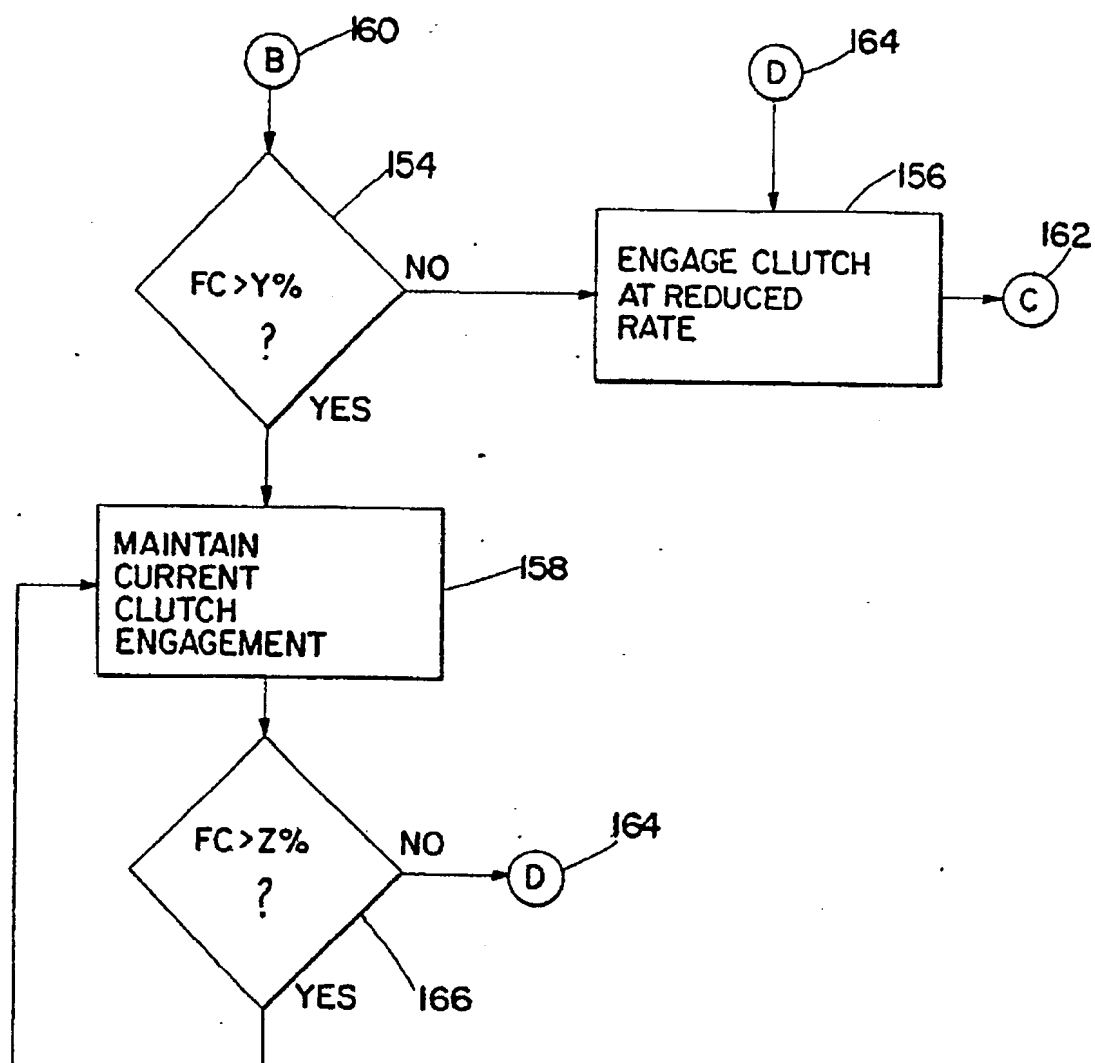 B
160
D
164
154
156
FC>Y%
?
NO
YES
ENGAGE CLUTCH
AT REDUCED
RATE
162
C
MAINTAIN
CURRENT
CLUTCH
ENGAGEMENT
158
FC>Z%
?
NO
YES
D
164
166